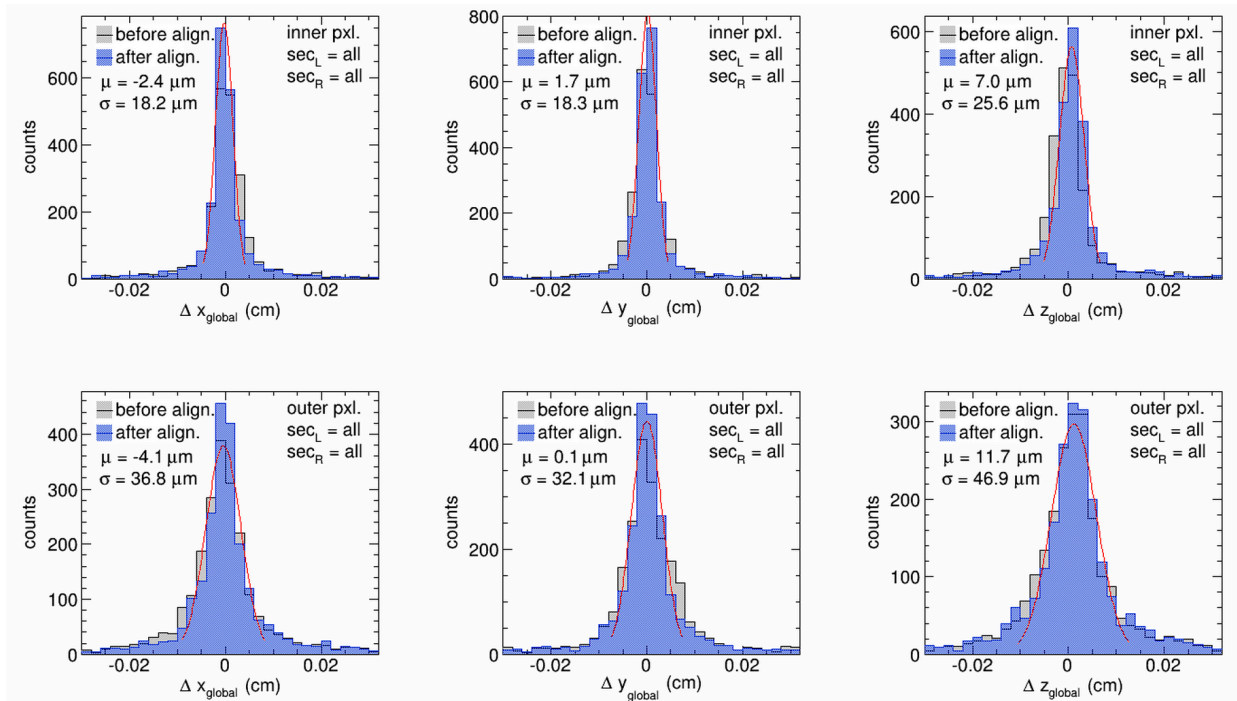 before align.
after align.
μ = -2.4 μm
σ = 18.2 μm
inner pxl.
sec_L = all
sec_R = all
counts
600
400
200
0
-0.02
0
0.02
Δ x_global (cm)
before align.
after align.
μ = 1.7 μm
σ = 18.3 μm
inner pxl.
sec_L = all
sec_R = all
counts
800
600
400
200
0
-0.02
0
0.02
Δ y_global (cm)
before align.
after align.
μ = 7.0 μm
σ = 25.6 μm
inner pxl.
sec_L = all
sec_R = all
counts
600
400
200
0
-0.02
0
0.02
Δ z_global (cm)
before align.
after align.
μ = -4.1 μm
σ = 36.8 μm
outer pxl.
sec_L = all
sec_R = all
counts
400
300
200
100
0
-0.02
0
0.02
Δ x_global (cm)
before align.
after align.
μ = 0.1 μm
σ = 32.1 μm
outer pxl.
sec_L = all
sec_R = all
counts
400
200
0
-0.02
0
0.02
Δ y_global (cm)
before align.
after align.
μ = 11.7 μm
σ = 46.9 μm
outer pxl.
sec_L = all
sec_R = all
counts
300
200
100
0
-0.02
0
0.02
Δ z_global (cm)